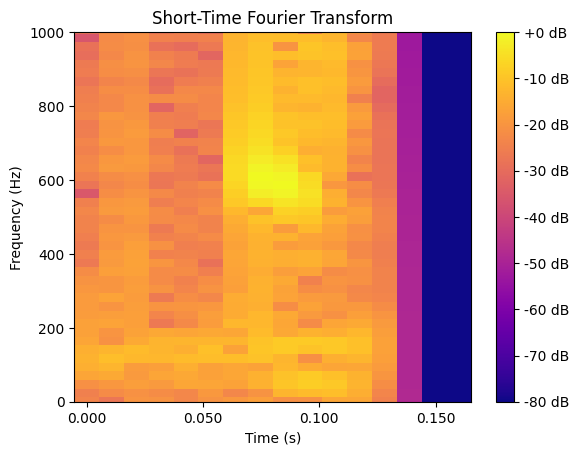 Short-Time Fourier Transform
1000
800
600
400
200
0
Frequency (Hz)
0.000
0.050
0.100
0.150
Time (s)
+0 dB
-10 dB
-20 dB
-30 dB
-40 dB
-50 dB
-60 dB
-70 dB
-80 dB